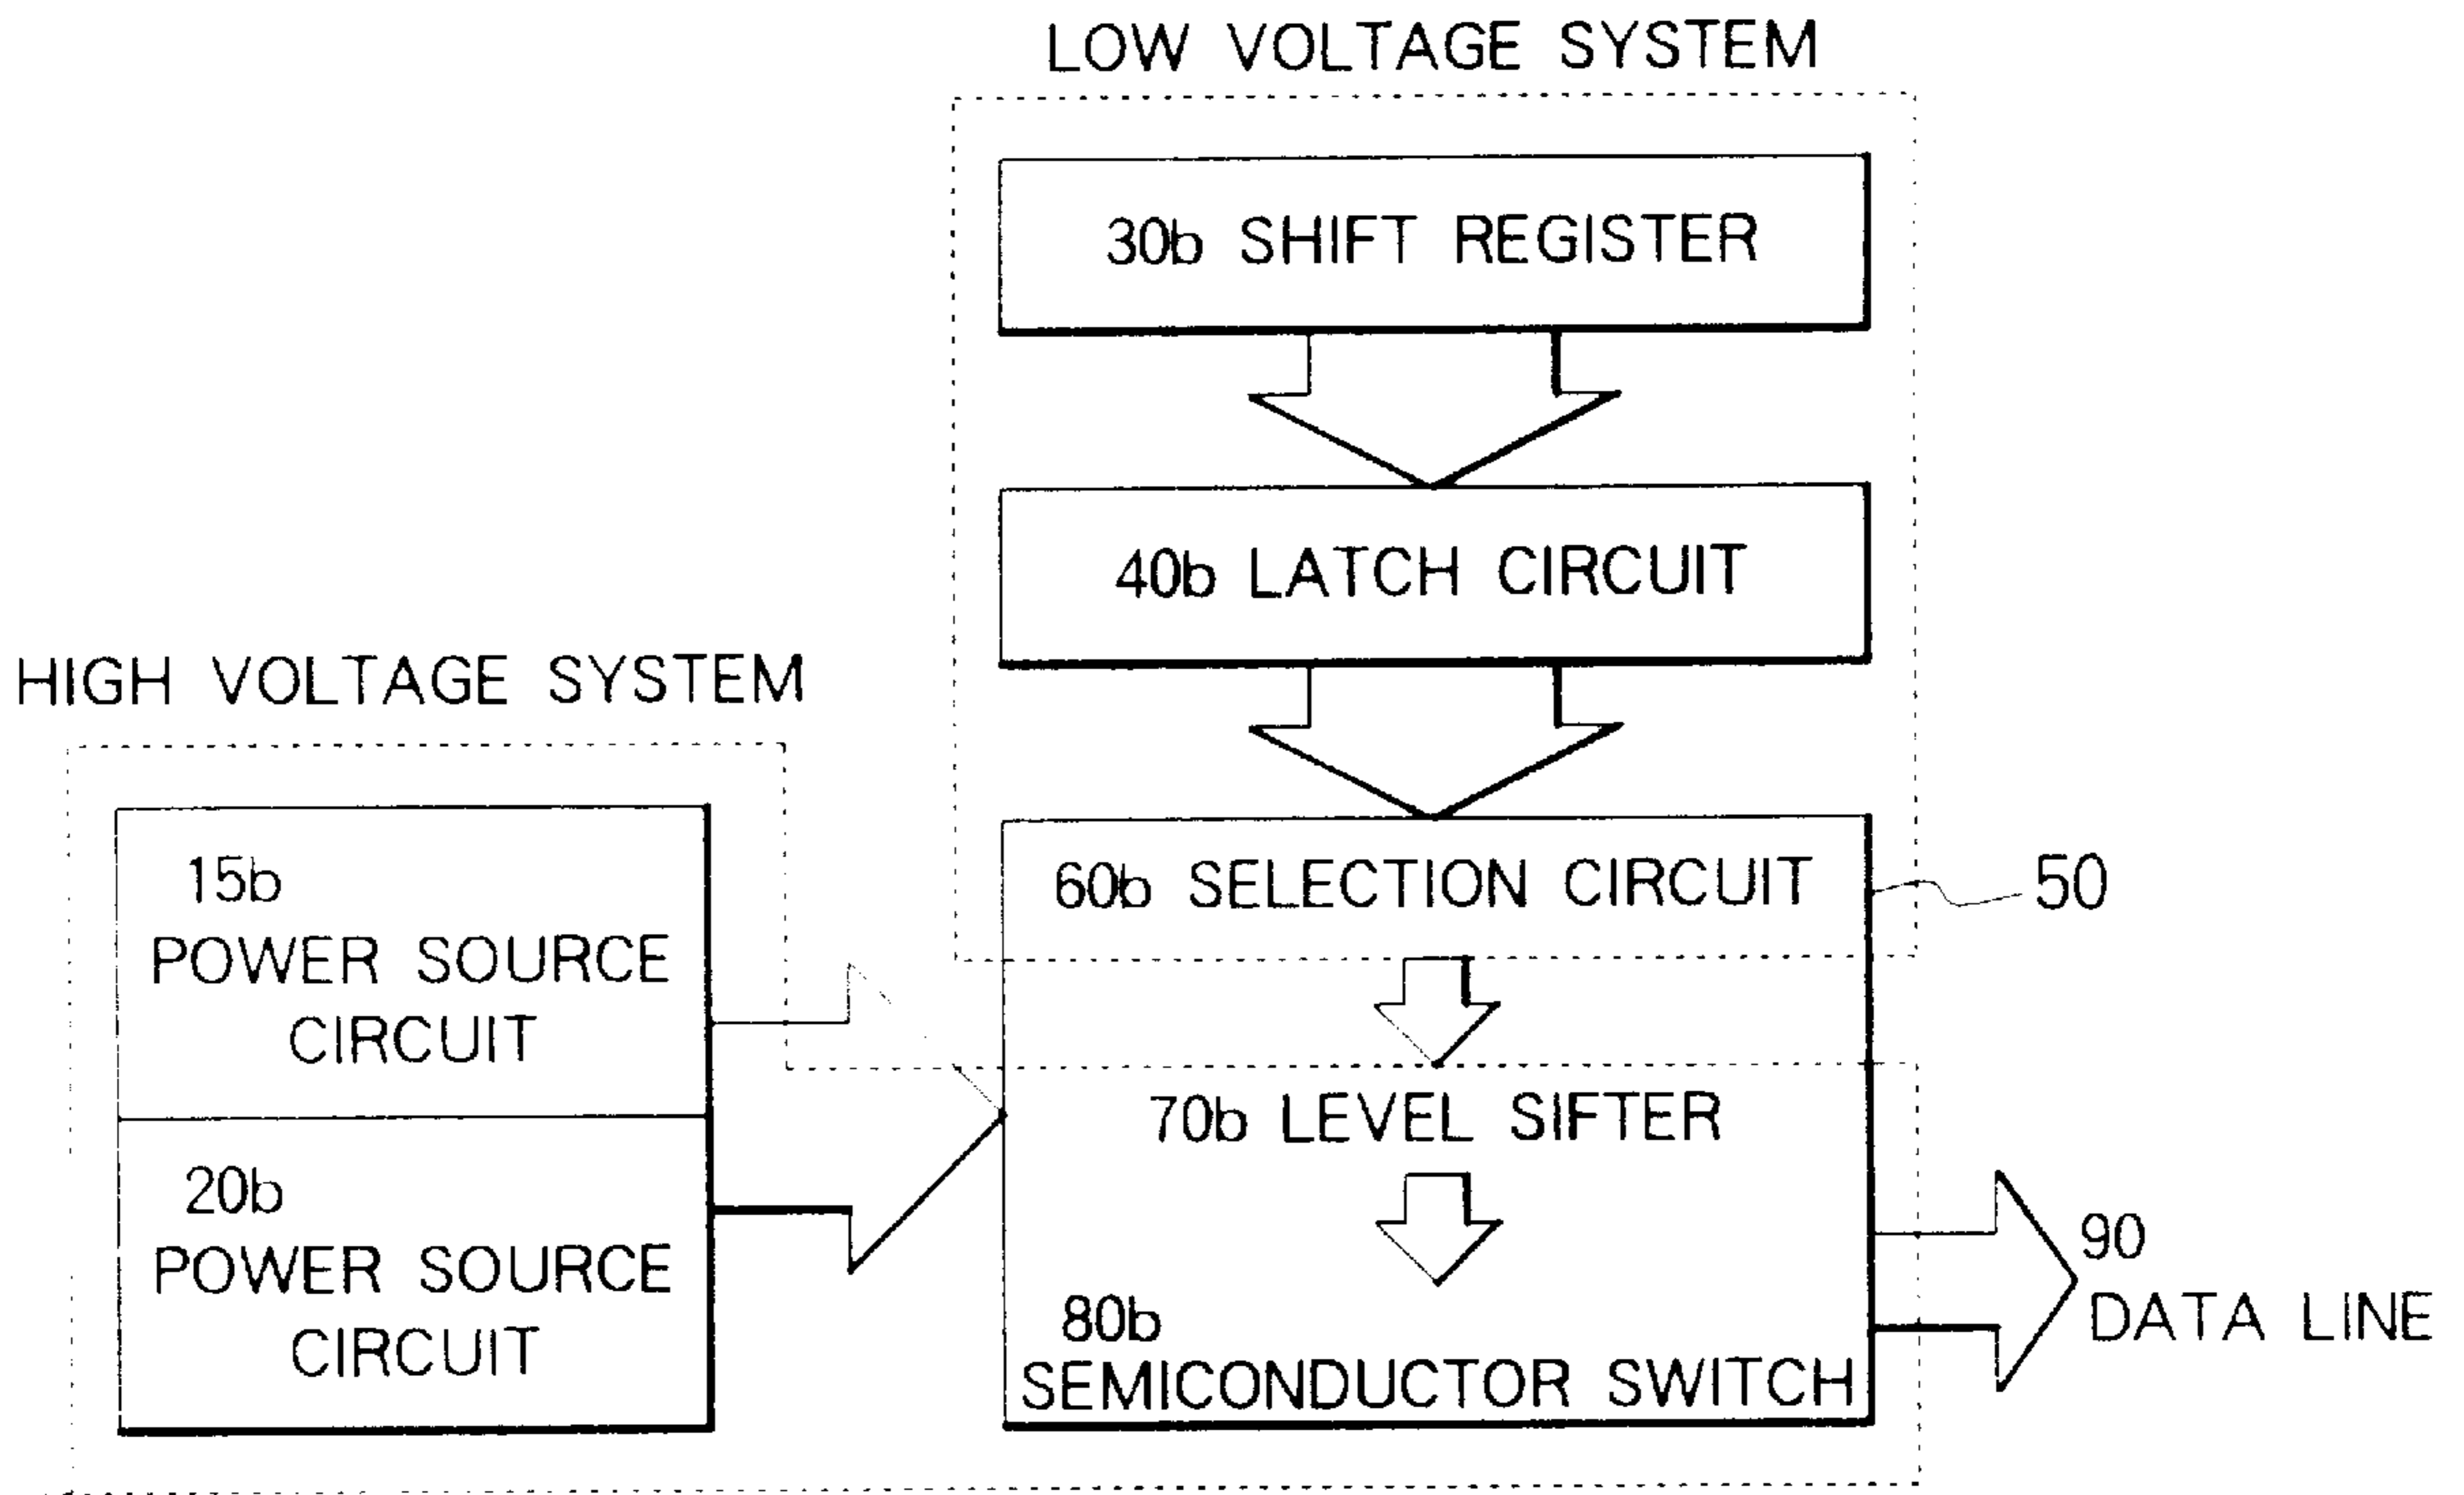 LOW VOLTAGE SYSTEM
30b SHIFT REGISTER
40b LATCH CIRCUIT
HIGH VOLTAGE SYSTEM
15b
POWER SOURCE
CIRCUIT
20b
POWER SOURCE
CIRCUIT
60b SELECTION CIRCUIT
50
70b LEVEL SIFTER
80b
SEMICONDUCTOR SWITCH
90
DATA LINE